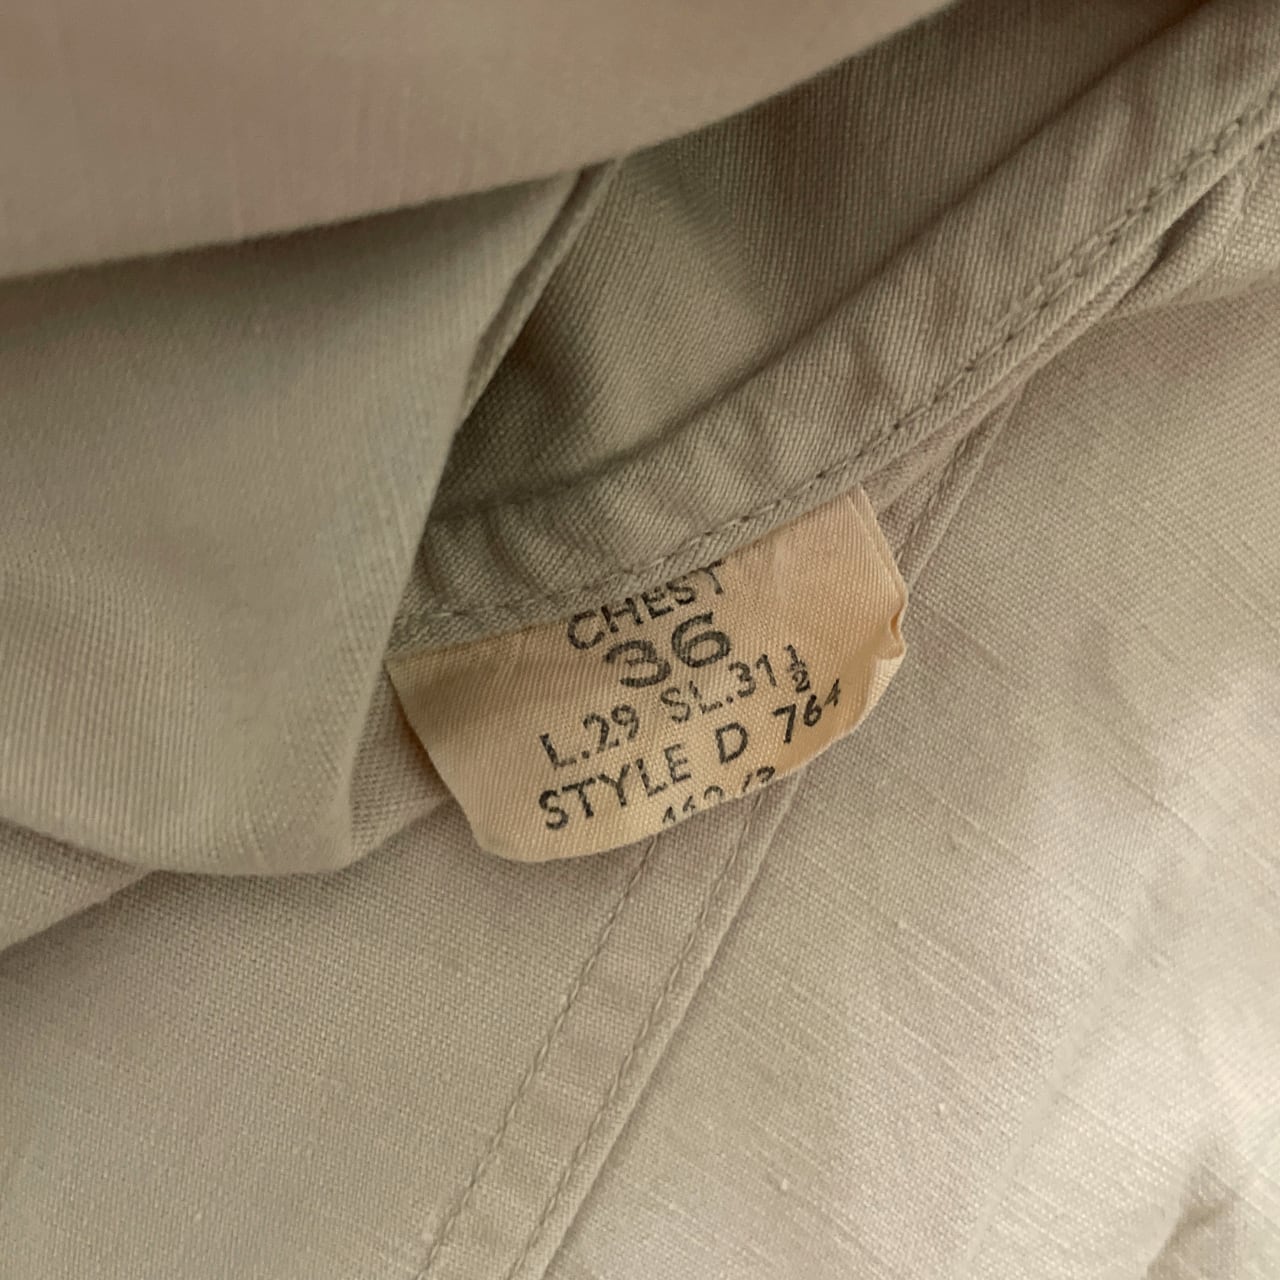 CHEST
36
L.29 SL.31½
STYLE D 764